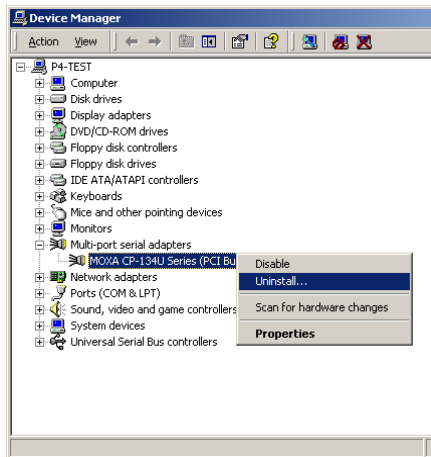 Device Manager
Action View
P4-TEST
Computer
Disk drives
Display adapters
DVD/CD-ROM drives
Floppy disk controllers
Floppy disk drives
IDE ATA/ATAPI controllers
Keyboards
Mice and other pointing devices
Monitors
Multi-port serial adapters
MOXA CP-134U Series (PCI Bu
Network adapters
Ports (COM & LPT)
Sound, video and game controllers
System devices
Universal Serial Bus controllers
Disable
Uninstall...
Scan for hardware changes
Properties